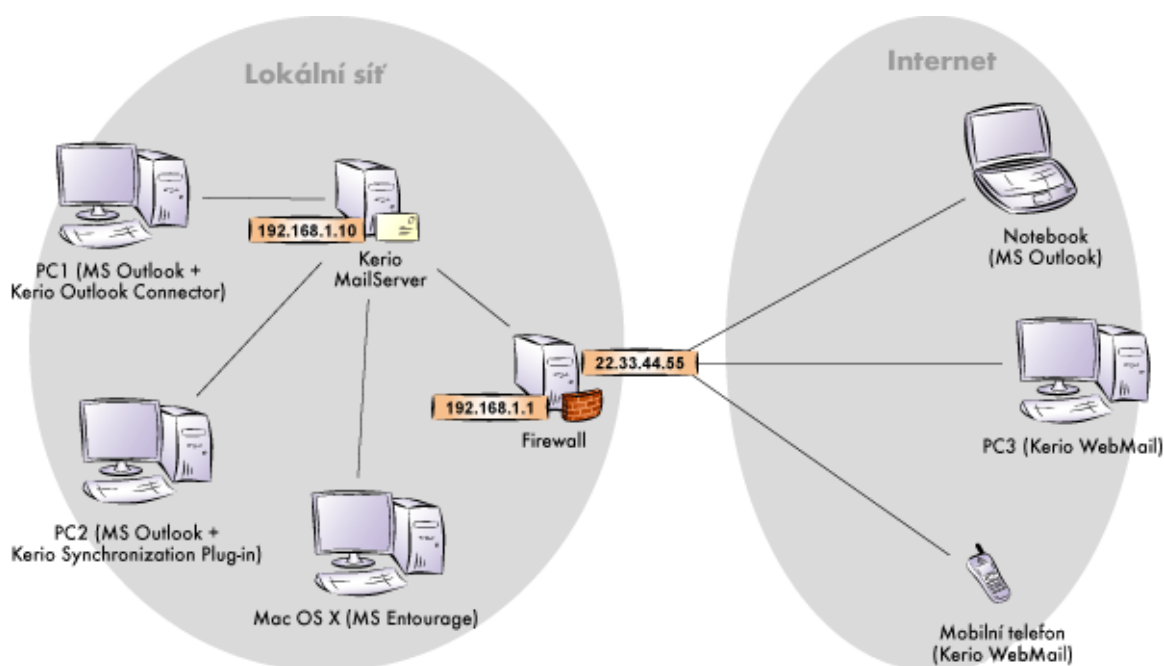 Lokální síť
Internet
192.168.1.10
Kerio
MailServer
PC1 (MS Outlook +
Kerio Outlook Connector)
Notebook
(MS Outlook)
22.33.44.55
192.168.1.1
Firewall
PC3 (Kerio WebMail)
PC2 (MS Outlook +
Kerio Synchronization Plug-in)
Mac OS X (MS Entourage)
Mobilní telefon
(Kerio WebMail)